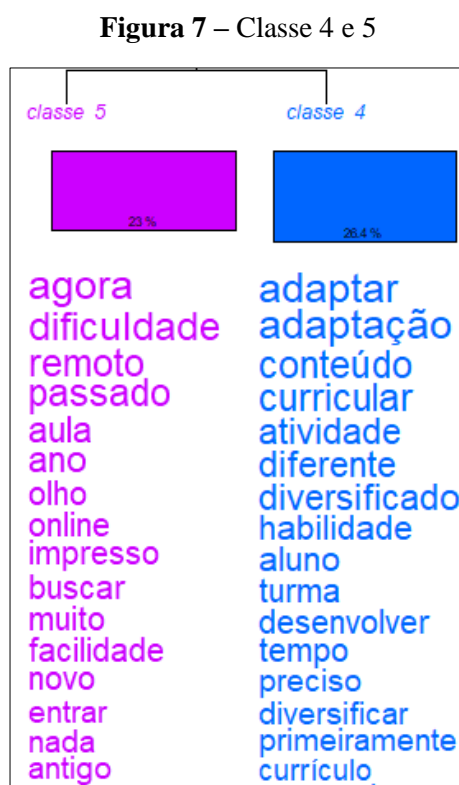 Figura 7 – Classe 4 e 5
classe 5
classe 4
23 %
26.4 %
agora
dificuldade
remoto
passado
aula
ano
olho
online
impresso
buscar
muito
facilidade
novo
entrar
nada
antigo
adaptar
adaptação
conteúdo
curricular
atividade
diferente
diversificado
habilidade
aluno
turma
desenvolver
tempo
preciso
diversificar
primeiramente
currículo